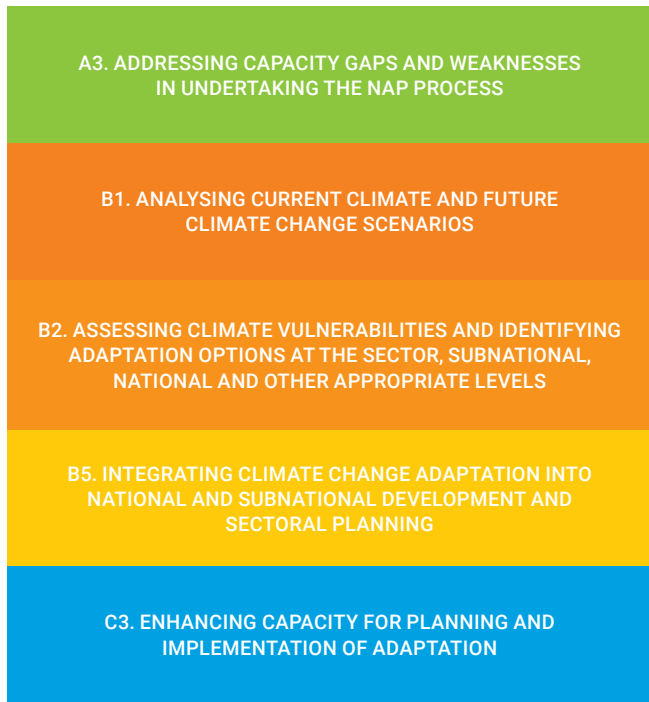 A3. ADDRESSING CAPACITY GAPS AND WEAKNESSES
IN UNDERTAKING THE NAP PROCESS
B1. ANALYSING CURRENT CLIMATE AND FUTURE
CLIMATE CHANGE SCENARIOS
B2. ASSESSING CLIMATE VULNERABILITIES AND IDENTIFYING
ADAPTATION OPTIONS AT THE SECTOR, SUBNATIONAL,
NATIONAL AND OTHER APPROPRIATE LEVELS
B5. INTEGRATING CLIMATE CHANGE ADAPTATION INTO
NATIONAL AND SUBNATIONAL DEVELOPMENT AND
SECTORAL PLANNING
C3. ENHANCING CAPACITY FOR PLANNING AND
IMPLEMENTATION OF ADAPTATION